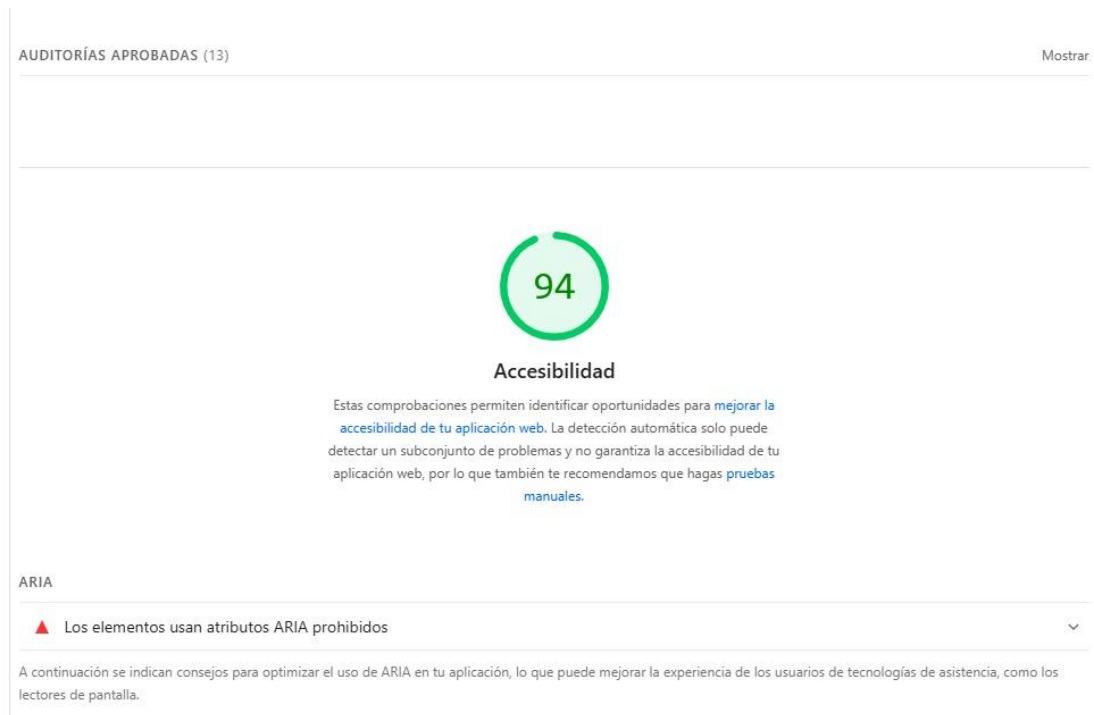 AUDITORÍAS APROBADAS (13) Mostrar
94
Accesibilidad
Estas comprobaciones permiten identificar oportunidades para mejorar la
accesibilidad de tu aplicación web. La detección automática solo puede
detectar un subconjunto de problemas y no garantiza la accesibilidad de tu
aplicación web, por lo que también te recomendamos que hagas pruebas
manuales.
ARIA
Los elementos usan atributos ARIA prohibidos
A continuación se indican consejos para optimizar el uso de ARIA en tu aplicación, lo que puede mejorar la experiencia de los usuarios de tecnologías de asistencia, como los
lectores de pantalla.